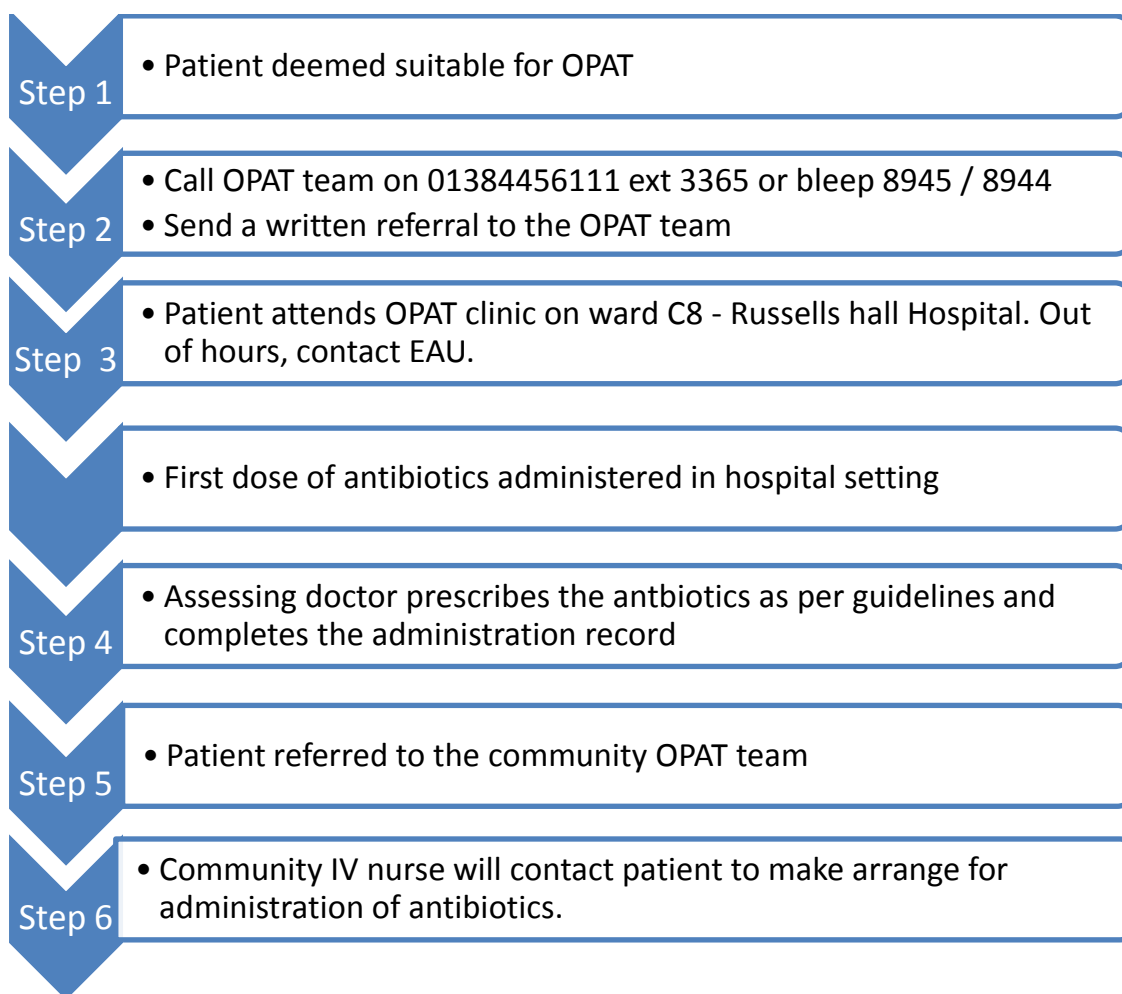 Step 1
• Patient deemed suitable for OPAT
Step 2
• Call OPAT team on 01384456111 ext 3365 or bleep 8945 / 8944
• Send a written referral to the OPAT team
Step 3
• Patient attends OPAT clinic on ward C8 - Russells hall Hospital. Out
of hours, contact EAU.
• First dose of antibiotics administered in hospital setting
Step 4
• Assessing doctor prescribes the antbiotics as per guidelines and
completes the administration record
Step 5
• Patient referred to the community OPAT team
Step 6
• Community IV nurse will contact patient to make arrange for
administration of antibiotics.